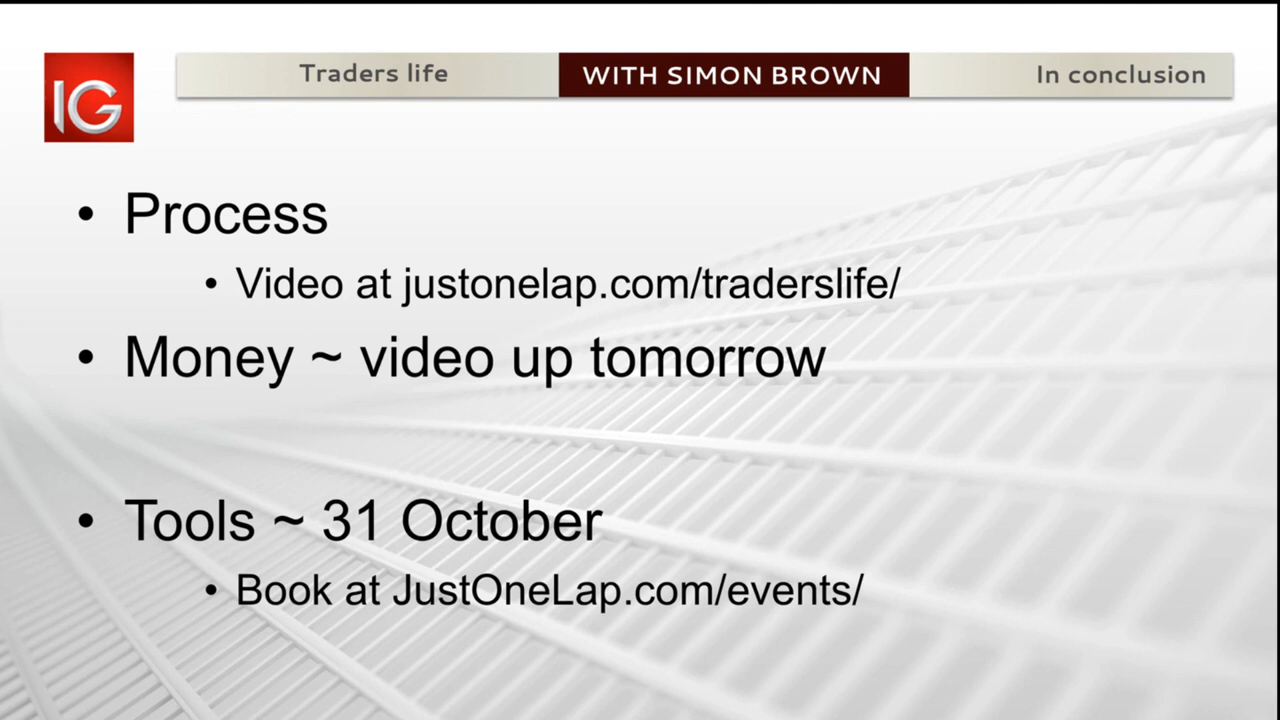 IG
Traders life
WITH SIMON BROWN
In conclusion
• Process
• Video at justonelap.com/traderslife/
• Money ~ video up tomorrow
• Tools ~ 31 October
• Book at JustOneLap.com/events/